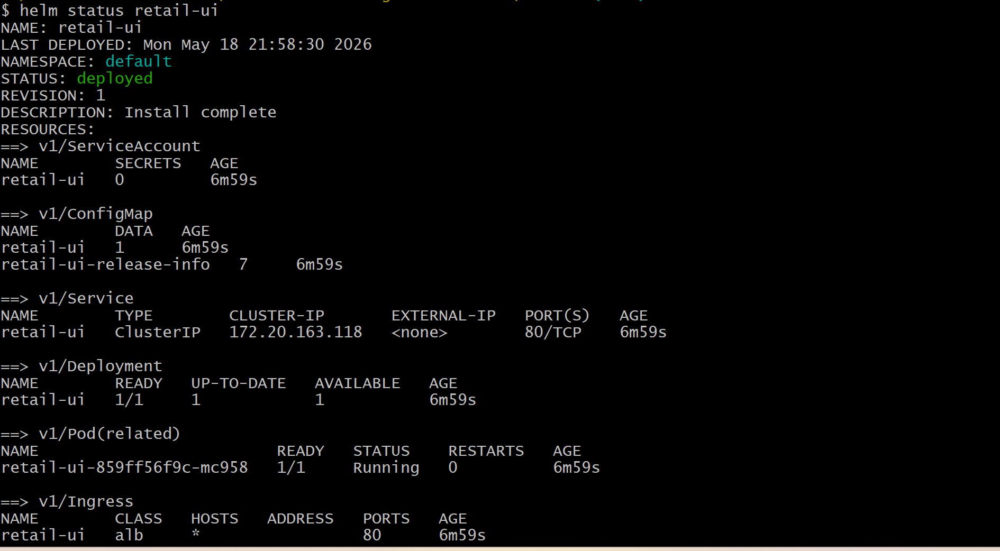 $ helm status retail-ui
NAME: retail-ui
LAST DEPLOYED: Mon May 18 21:58:30 2026
NAMESPACE: default
STATUS: deployed
REVISION: 1
DESCRIPTION: Install complete
RESOURCES:
==> v1/ServiceAccount
NAME        SECRETS   AGE
retail-ui   0         6m59s

==> v1/ConfigMap
NAME        DATA   AGE
retail-ui   1      6m59s
retail-ui-release-info   7     6m59s

==> v1/Service
NAME        TYPE        CLUSTER-IP       EXTERNAL-IP   PORT(S)   AGE
retail-ui   ClusterIP   172.20.163.118   <none>        80/TCP    6m59s

==> v1/Deployment
NAME        READY   UP-TO-DATE   AVAILABLE   AGE
retail-ui   1/1     1            1           6m59s

==> v1/Pod(related)
NAME                         READY   STATUS    RESTARTS   AGE
retail-ui-859ff56f9c-mc958   1/1     Running   0          6m59s

==> v1/Ingress
NAME        CLASS   HOSTS   ADDRESS   PORTS   AGE
retail-ui   alb     *                 80      6m59s